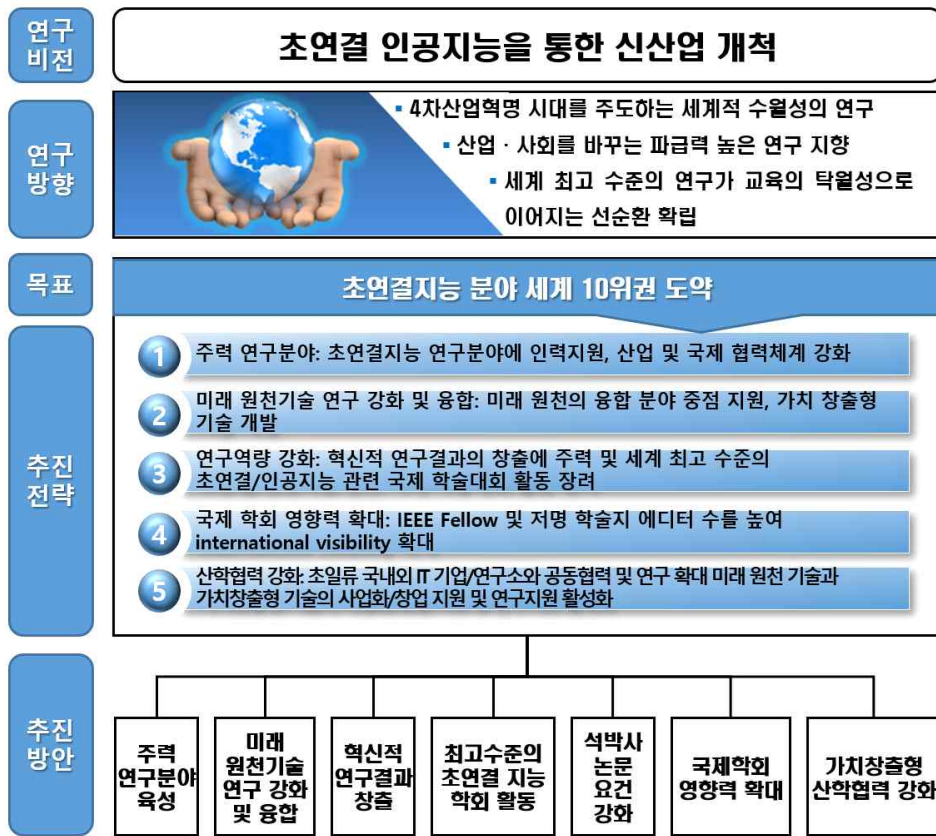 연구
비전
초연결 인공지능을 통한 신산업 개척
연구
방향
▪ 4차산업혁명 시대를 주도하는 세계적 수월성의 연구
▪ 산업 · 사회를 바꾸는 파급력 높은 연구 지향
▪ 세계 최고 수준의 연구가 교육의 탁월성으로
이어지는 선순환 확립
목표
초연결지능 분야 세계 10위권 도약
추진
전략
1 주력 연구분야: 초연결지능 연구분야에 인력지원, 산업 및 국제 협력체계 강화
2 미래 원천기술 연구 강화 및 융합: 미래 원천의 융합 분야 중점 지원, 가치 창출형
기술 개발
3 연구역량 강화: 혁신적 연구결과의 창출에 주력 및 세계 최고 수준의
초연결/인공지능 관련 국제 학술대회 활동 장려
4 국제 학회 영향력 확대: IEEE Fellow 및 저명 학술지 에디터 수를 높여
international visibility 확대
5 산학협력 강화: 초일류 국내외 IT 기업/연구소와 공동협력 및 연구 확대 미래 원천 기술과
가치창출형 기술의 사업화/창업 지원 및 연구지원 활성화
추진
방안
주력
연구분야
육성
미래
원천기술
연구 강화
및 융합
혁신적
연구결과
창출
최고수준의
초연결 지능
학회 활동
석박사
논문
요건
강화
국제학회
영향력 확대
가치창출형
산학협력 강화